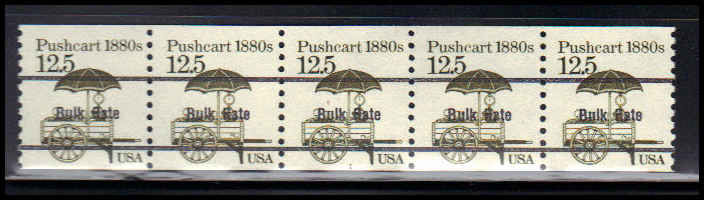 Pushcart 1880s Pushcart 1880s Pushcart 1880s Pushcart 1880s Pushcart 1880s
12.5 12.5 12.5 12.5 12.5
Bulk Rate Bulk Rate Bulk Rate Bulk Rate Bulk Rate
USA USA USA USA USA